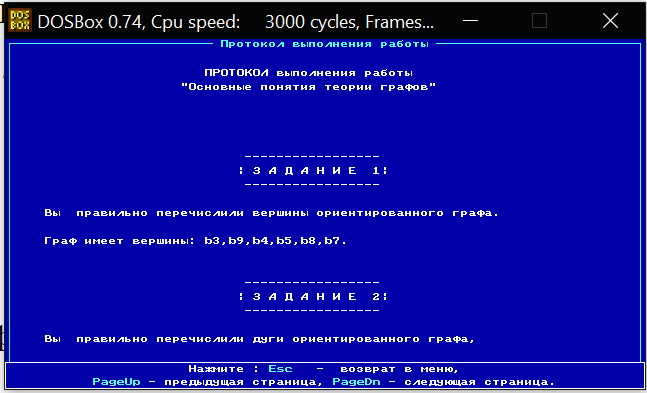 DOSBox 0.74, Cpu speed: 3000 cycles, Frames...
Протокол выполнения работы
ПРОТОКОЛ выполнения работы
"Основные понятия теории графов"
-----------------
¦ З А Д А Н И Е 1¦
-----------------
Вы правильно перечислили вершины ориентированного графа.
Граф имеет вершины: b3,b9,b4,b5,b8,b7.
-----------------
¦ З А Д А Н И Е 2¦
-----------------
Вы правильно перечислили дуги ориентированного графа,
Нажмите : Esc - возврат в меню,
PageUp - предыдущая страница, PageDn - следующая страница.